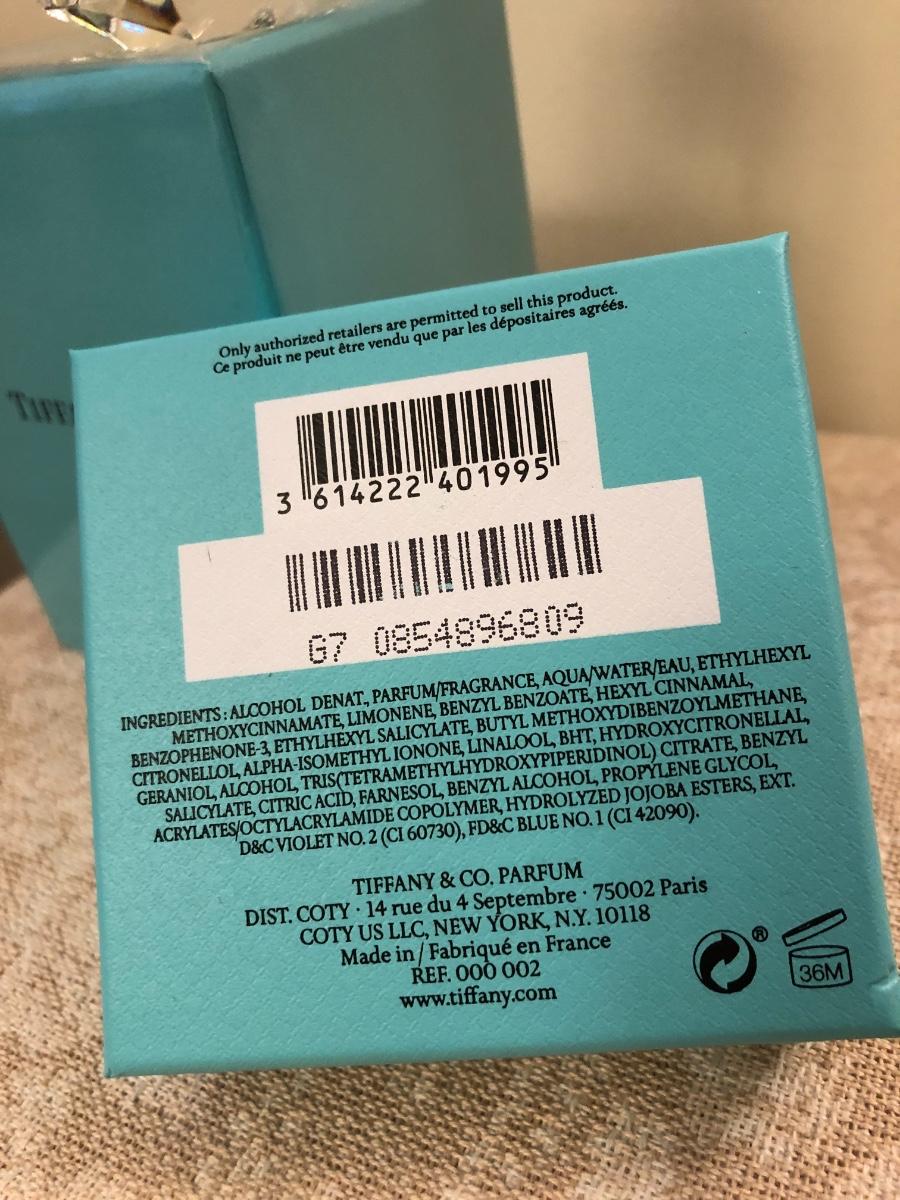 Only authorized retailers are permitted to sell this product.
Ce produit ne peut être vendu que par les dépositaires agréés.
3 614222 401995
G7 0854896809
INGREDIENTS : ALCOHOL DENAT., PARFUM/FRAGRANCE, AQUA/WATER/EAU, ETHYLHEXYL
METHOXYCINNAMATE, LIMONENE, BENZYL BENZOATE, HEXYL CINNAMAL,
BENZOPHENONE-3, ETHYLHEXYL SALICYLATE, BUTYL METHOXYDIBENZOYLMETHANE,
CITRONELLOL, ALPHA-ISOMETHYL IONONE, LINALOOL, BHT, HYDROXYCITRONELLAL,
GERANIOL, ALCOHOL, TRIS(TETRAMETHYLHYDROXYPIPERIDINOL) CITRATE, BENZYL
SALICYLATE, CITRIC ACID, FARNESOL, BENZYL ALCOHOL, PROPYLENE GLYCOL,
ACRYLATES/OCTYLACRYLAMIDE COPOLYMER, HYDROLYZED JOJOBA ESTERS, EXT.
D&C VIOLET NO. 2 (CI 60730), FD&C BLUE NO. 1 (CI 42090).
TIFFANY & CO. PARFUM
DIST. COTY · 14 rue du 4 Septembre · 75002 Paris
COTY US LLC, NEW YORK, N.Y. 10118
Made in / Fabriqué en France
REF. 000 002
www.tiffany.com
®
36M